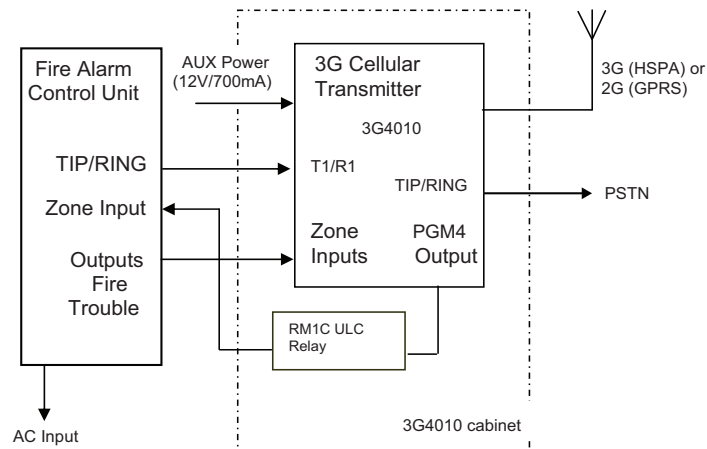 Fire Alarm
Control Unit
TIP/RING
Zone Input
Outputs
Fire
Trouble
AC Input
AUX Power
(12V/700mA)
3G Cellular
Transmitter
3G4010
T1/R1
TIP/RING
Zone
Inputs
PGM4
Output
RM1C ULC
Relay
3G4010 cabinet
3G (HSPA) or
2G (GPRS)
PSTN